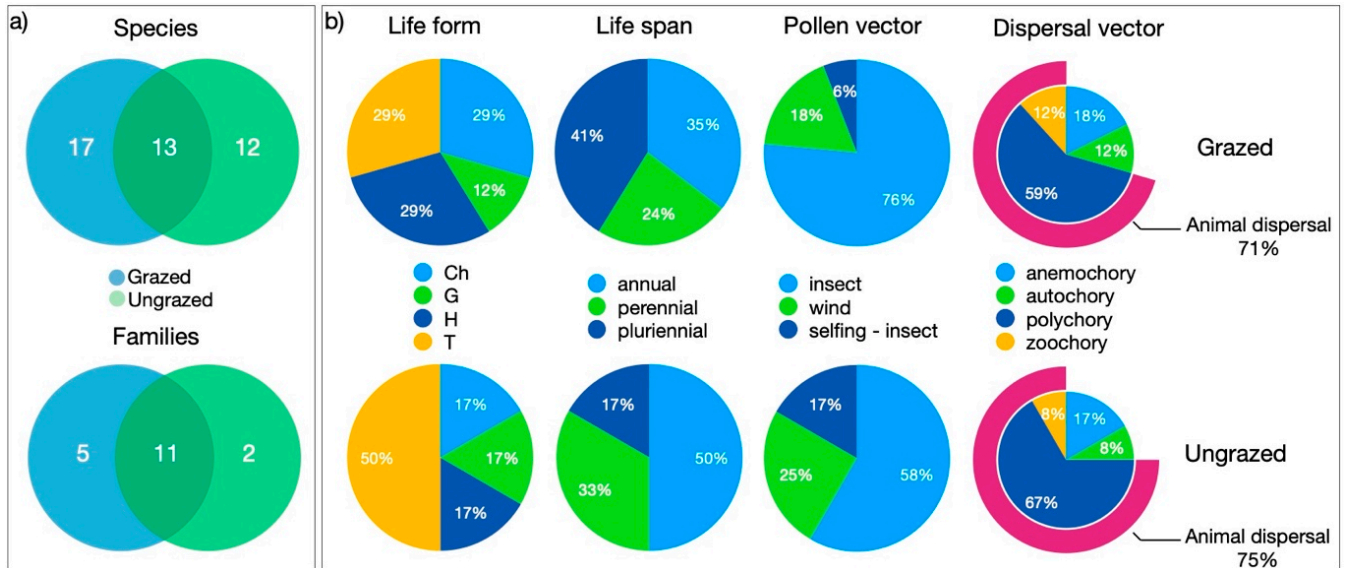 a)
Species
17
13
12
Grazed
Ungrazed
Families
5
11
2
b)
Life form
Life span
Pollen vector
Dispersal vector
29%
29%
12%
29%
41%
35%
24%
6%
18%
76%
12%
18%
12%
59%
Grazed
Animal dispersal
71%
Ch
G
H
T
annual
perennial
pluriennial
insect
wind
selfing - insect
anemochory
autochory
polychory
zoochory
17%
50%
17%
17%
17%
50%
33%
17%
25%
58%
8%
17%
8%
67%
Ungrazed
Animal dispersal
75%